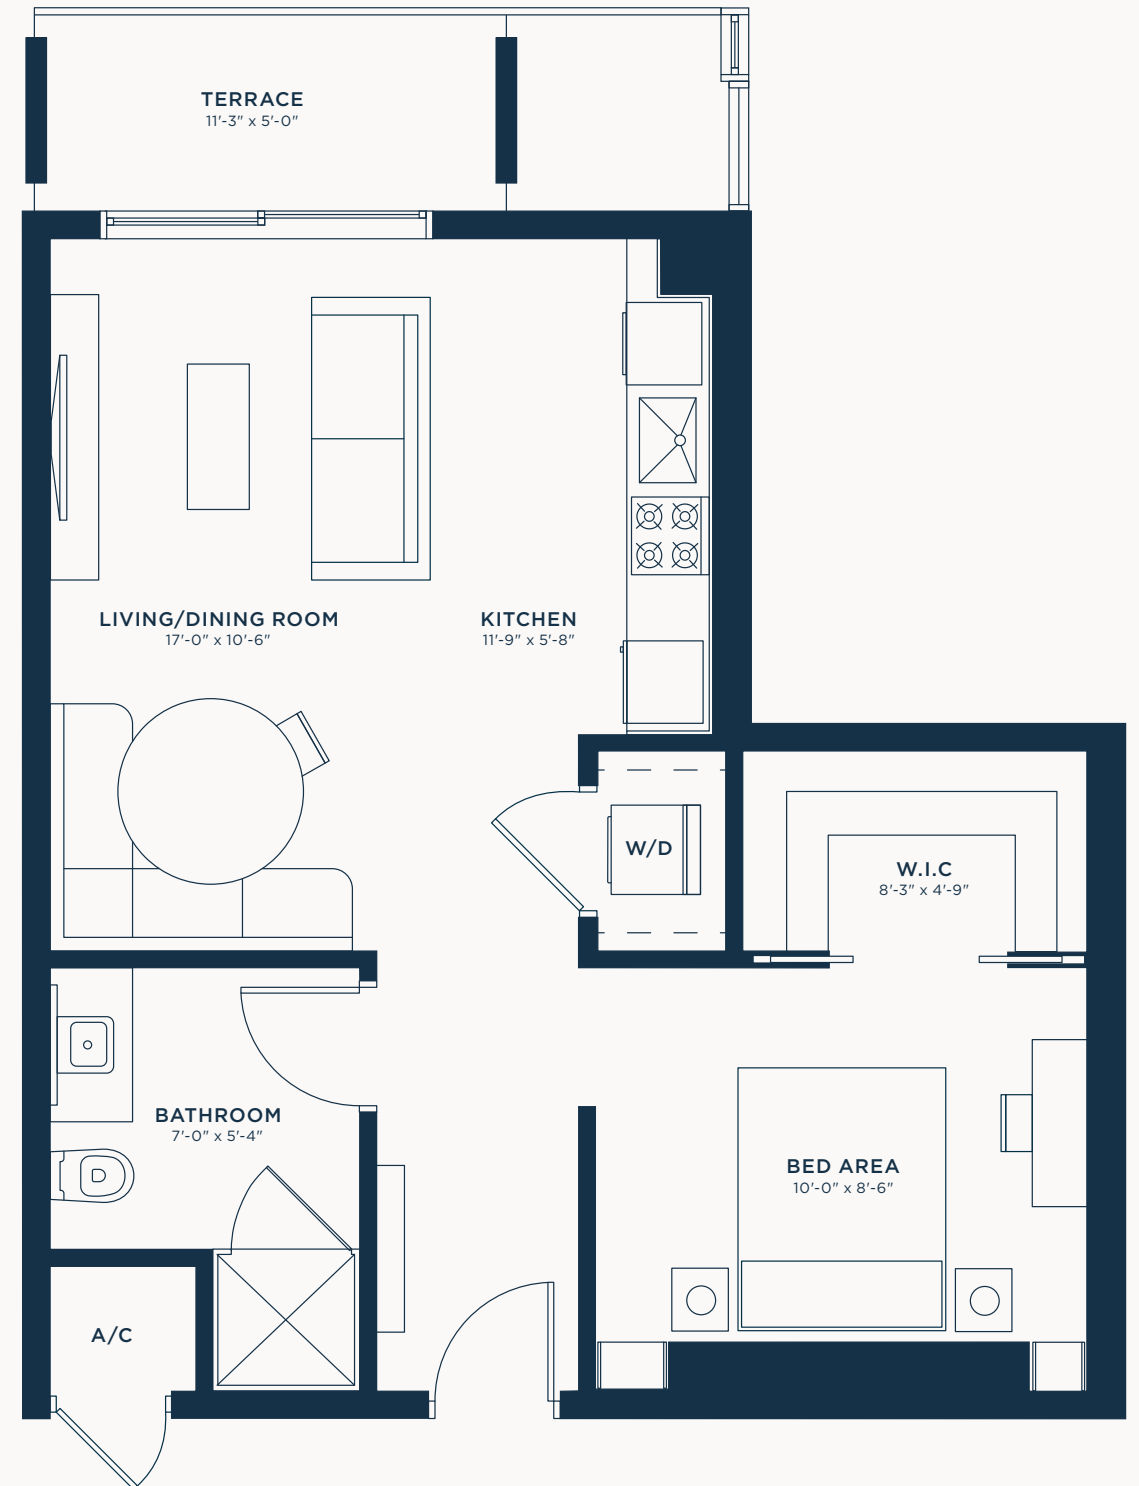 TERRACE
11'-3" x 5'-0"
LIVING/DINING ROOM
17'-0" x 10'-6"
KITCHEN
11'-9" x 5'-8"
W/D
W.I.C
8'-3" x 4'-9"
BATHROOM
7'-0" x 5'-4"
BED AREA
10'-0" x 8'-6"
A/C